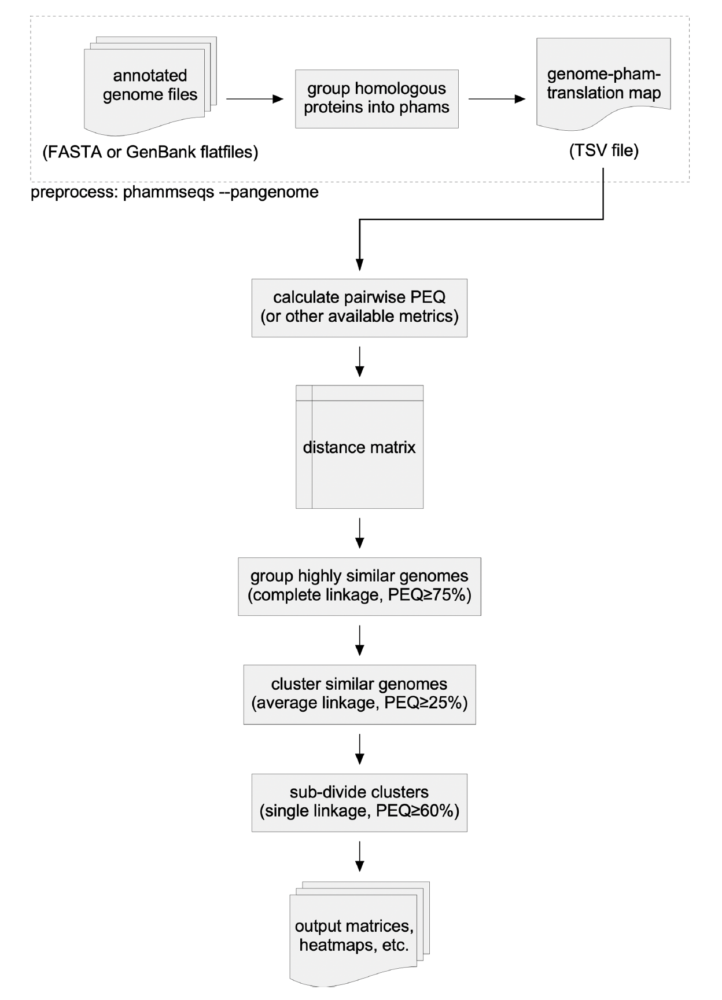 annotated
genome files
(FASTA or GenBank flatfiles)
group homologous
proteins into phams
genome-pham-
translation map
(TSV file)
preprocess: phammseqs --pangenome
calculate pairwise PEQ
(or other available metrics)
distance matrix
group highly similar genomes
(complete linkage, PEQ≥75%)
cluster similar genomes
(average linkage, PEQ≥25%)
sub-divide clusters
(single linkage, PEQ≥60%)
output matrices,
heatmaps, etc.